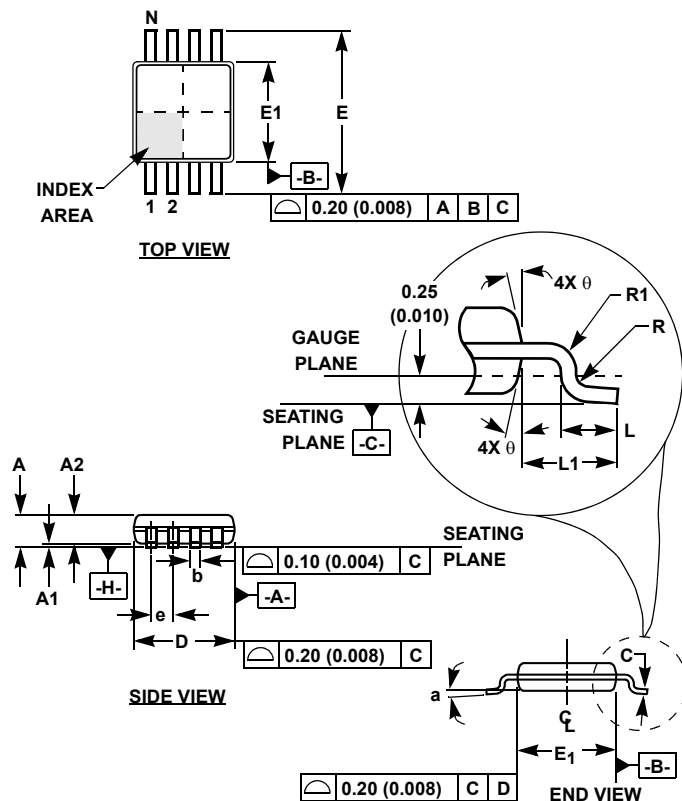 N
E1
E
-B-
INDEX
AREA
1 2
0.20 (0.008) A B C
TOP VIEW
0.25
(0.010)
4X θ
R1
R
GAUGE
PLANE
SEATING
PLANE
-C-
4X θ
L
L1
A A2
A1
-H-
b
e
D
-A-
SEATING
PLANE
0.10 (0.004) C
0.20 (0.008) C
SIDE VIEW
a
C
CL
E1
-B-
0.20 (0.008) C D
END VIEW